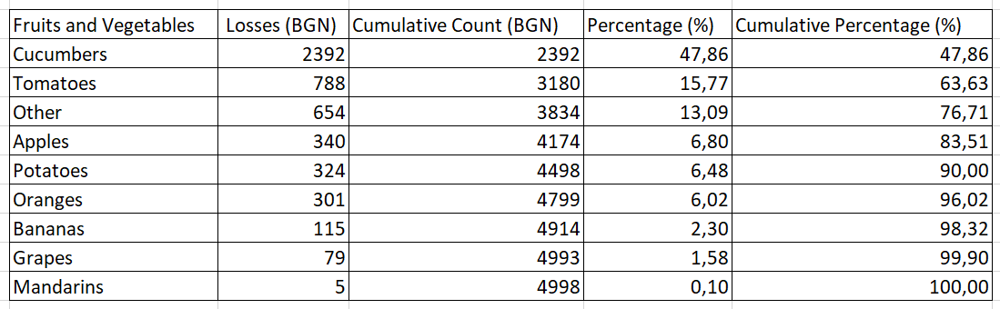 Fruits and Vegetables Losses (BGN) Cumulative Count (BGN) Percentage (%) Cumulative Percentage (%)
Cucumbers 2392 2392 47,86 47,86
Tomatoes 788 3180 15,77 63,63
Other 654 3834 13,09 76,71
Apples 340 4174 6,80 83,51
Potatoes 324 4498 6,48 90,00
Oranges 301 4799 6,02 96,02
Bananas 115 4914 2,30 98,32
Grapes 79 4993 1,58 99,90
Mandarins 5 4998 0,10 100,00